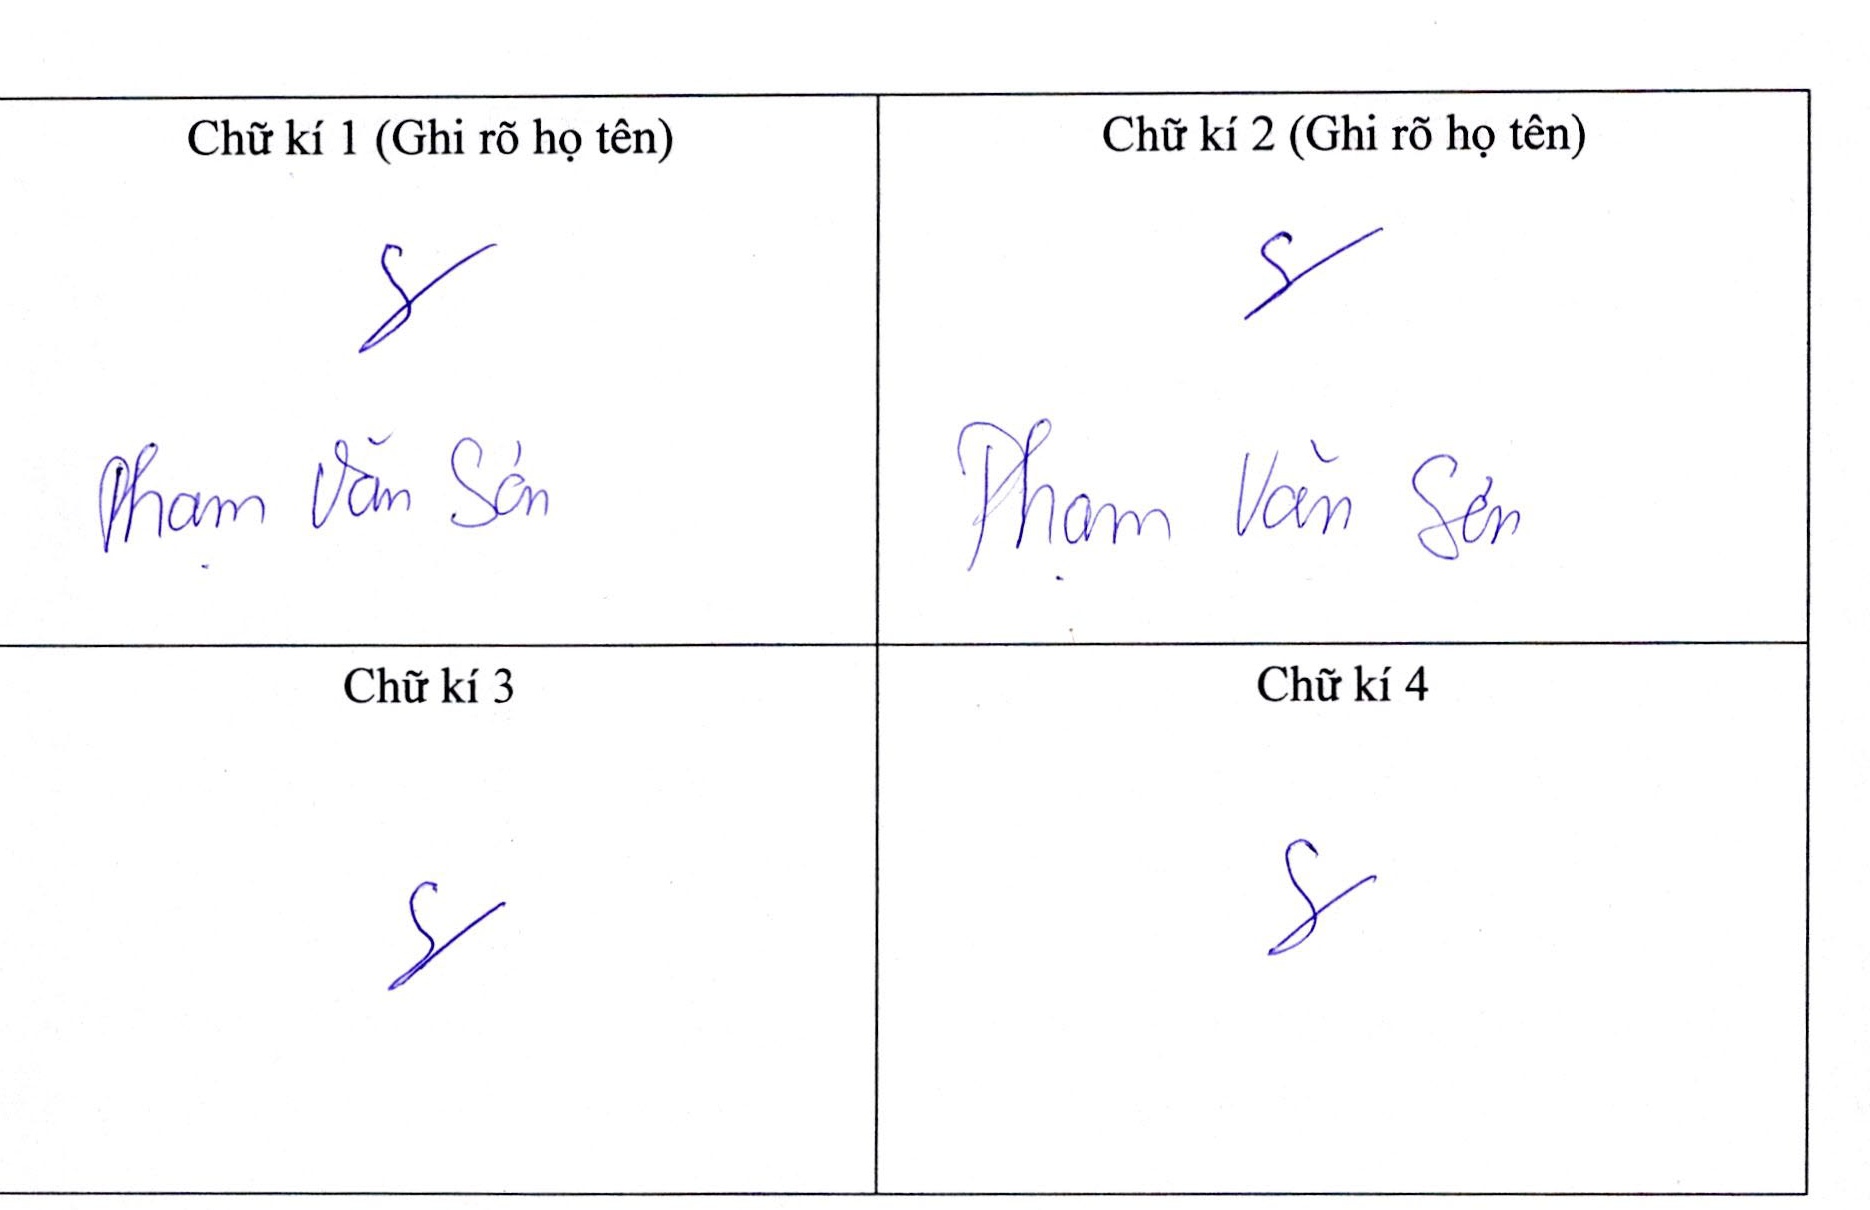 Chữ kí 1 (Ghi rõ họ tên)
Phạm Văn Sơn
Chữ kí 2 (Ghi rõ họ tên)
Phạm Văn Sơn
Chữ kí 3
Chữ kí 4